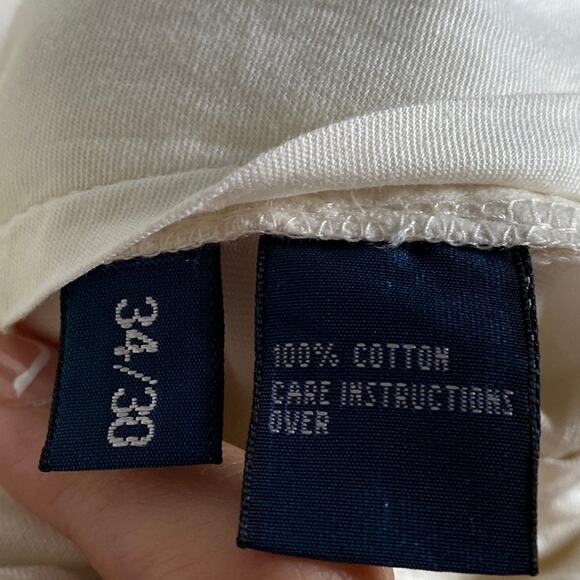 34/30
100% COTTON
CARE INSTRUCTIONS
OVER